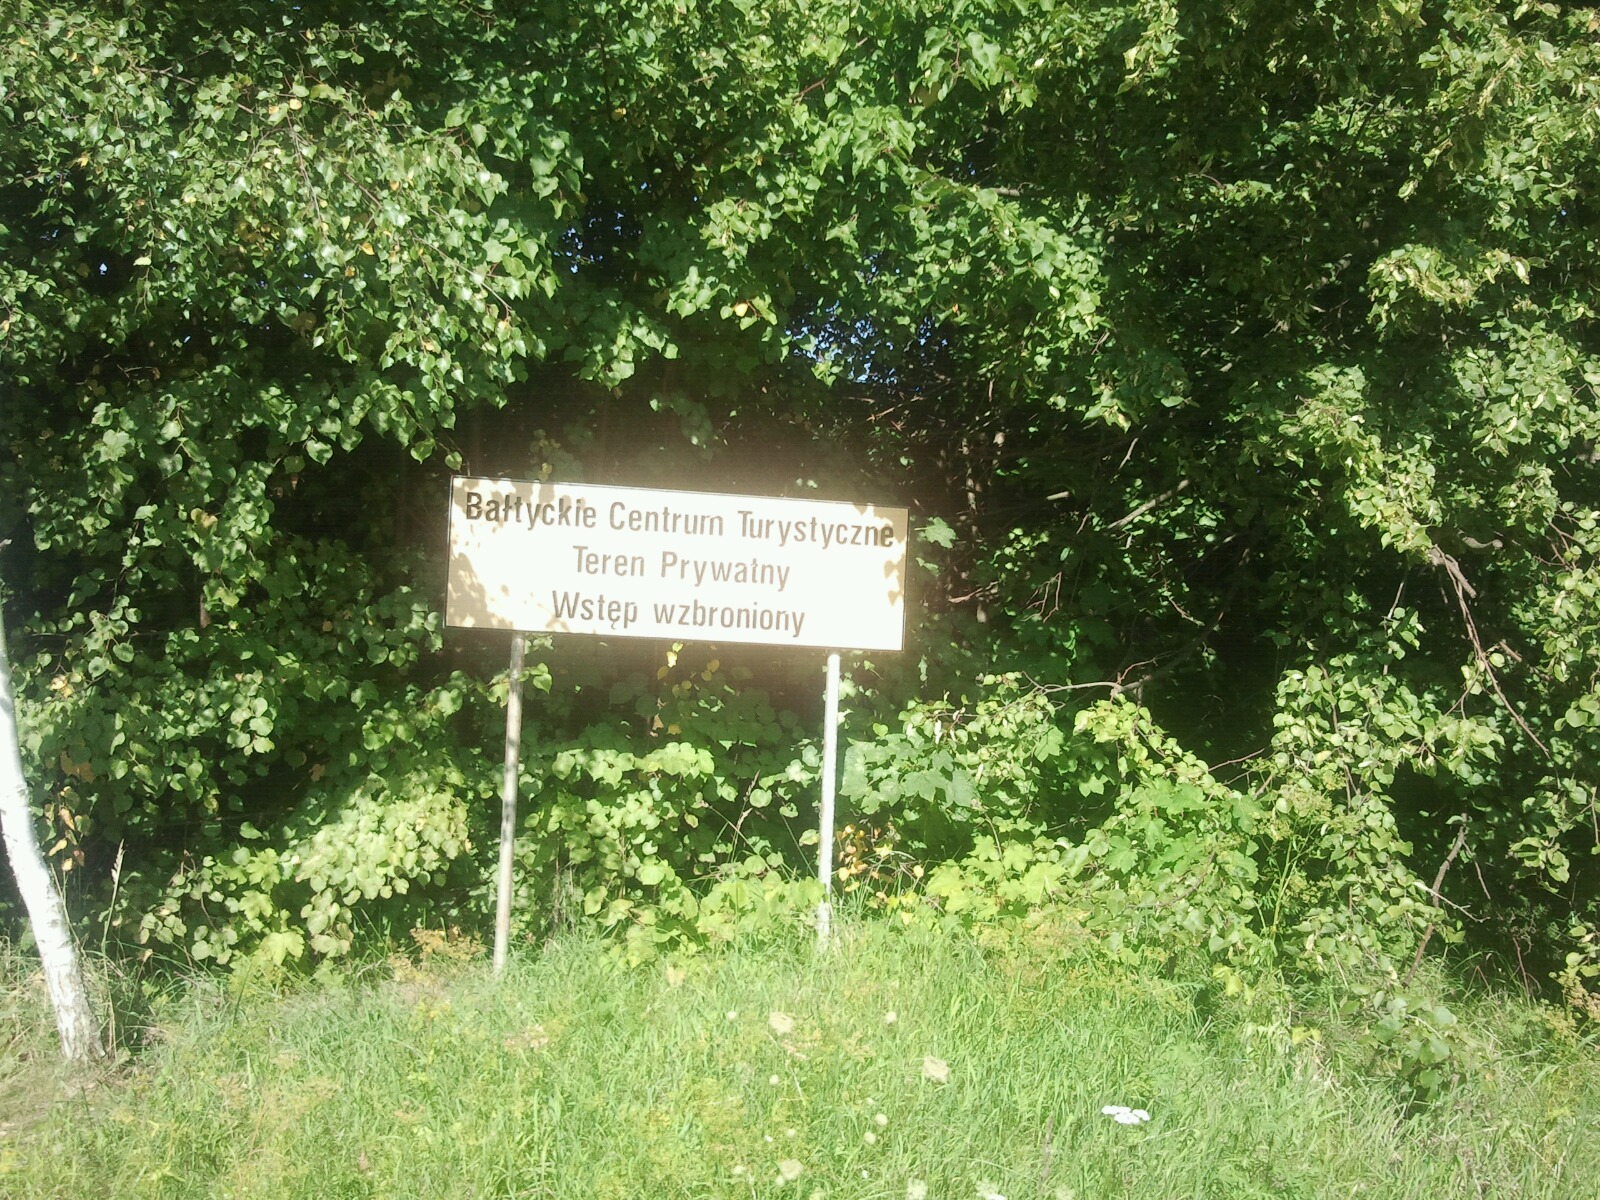 Bałtyckie Centrum Turystyczne
Teren Prywatny
Wstęp wzbroniony